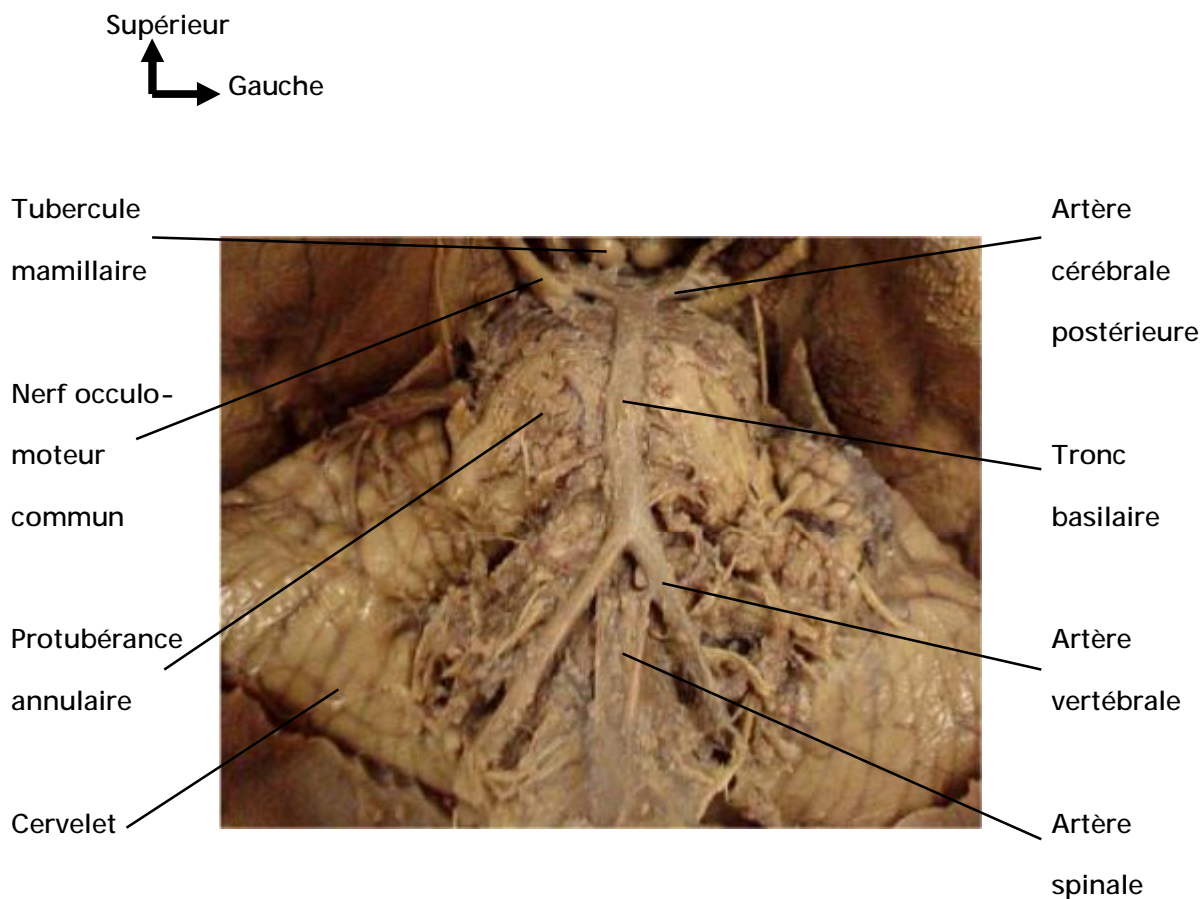 Supérieur
Gauche
Tubercule
mamillaire
Nerf occulo-
moteur
commun
Protubérance
annulaire
Cervelet
Artère
cérébrale
postérieure
Tronc
basilaire
Artère
vertébrale
Artère
spinale